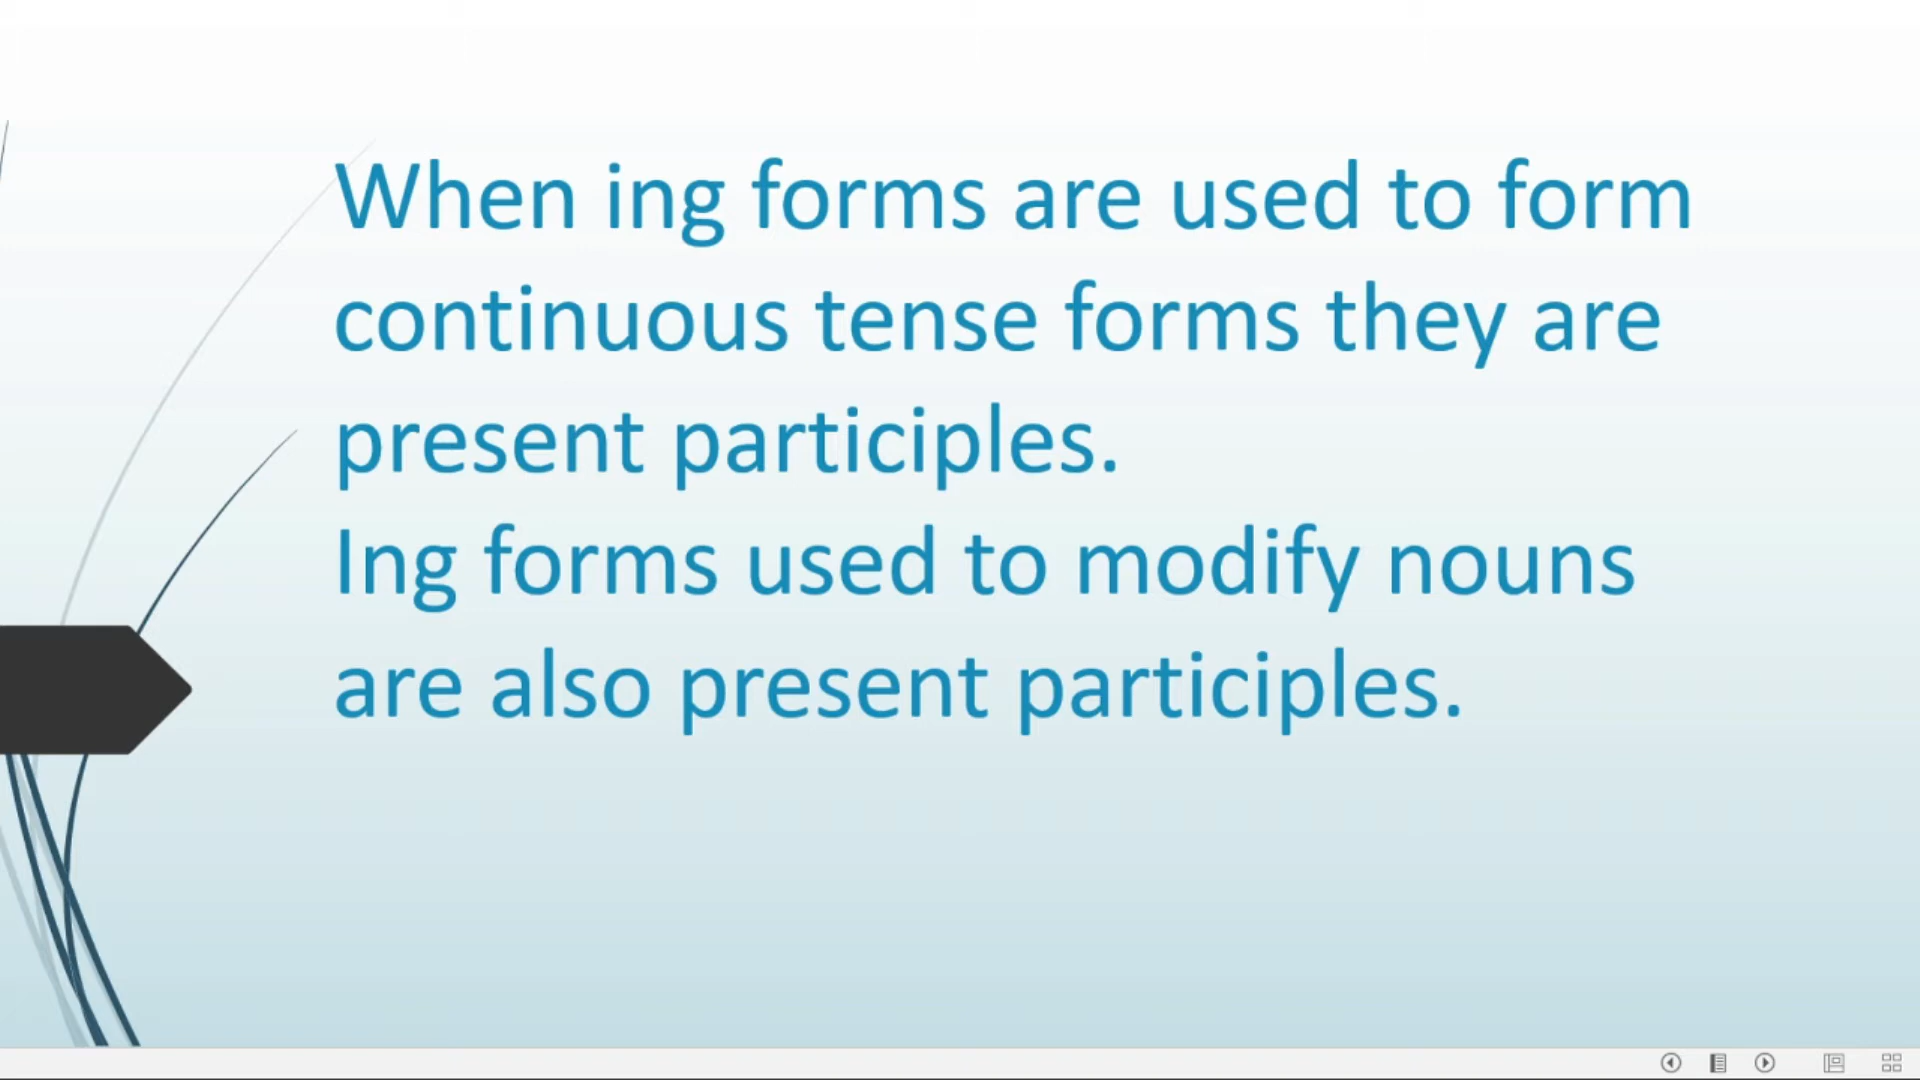 When ing forms are used to form
continuous tense forms they are
present participles.
Ing forms used to modify nouns
are also present participles.